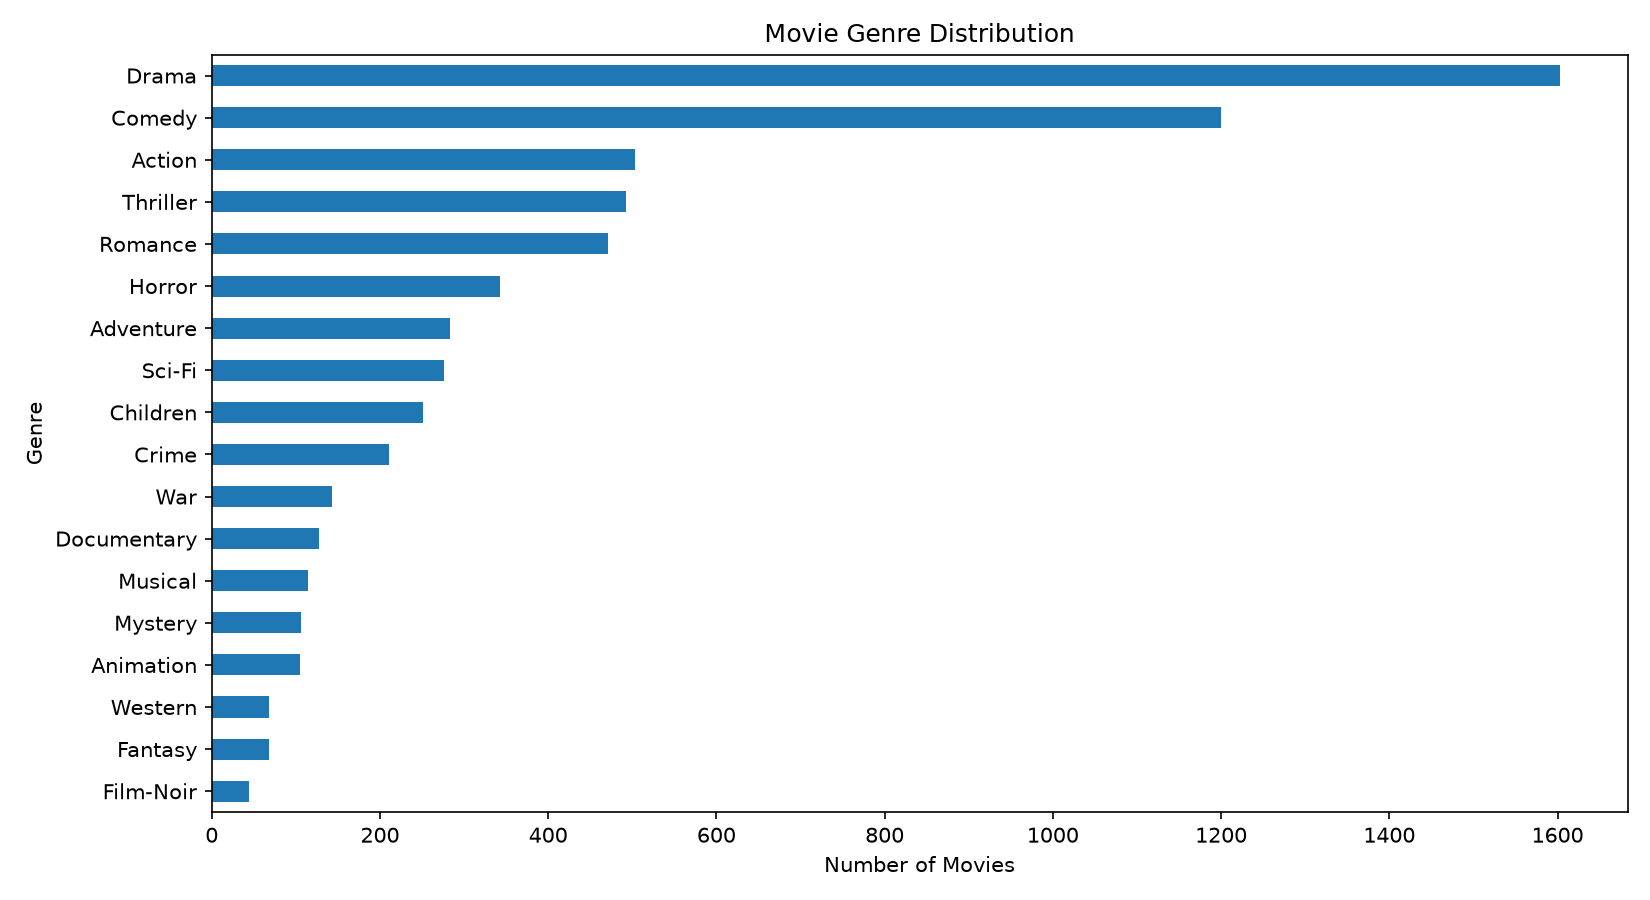 Movie Genre Distribution
Drama
Comedy
Action
Thriller
Romance
Horror
Adventure
Sci-Fi
Children
Crime
War
Documentary
Musical
Mystery
Animation
Western
Fantasy
Film-Noir
Genre
0 200 400 600 800 1000 1200 1400 1600
Number of Movies